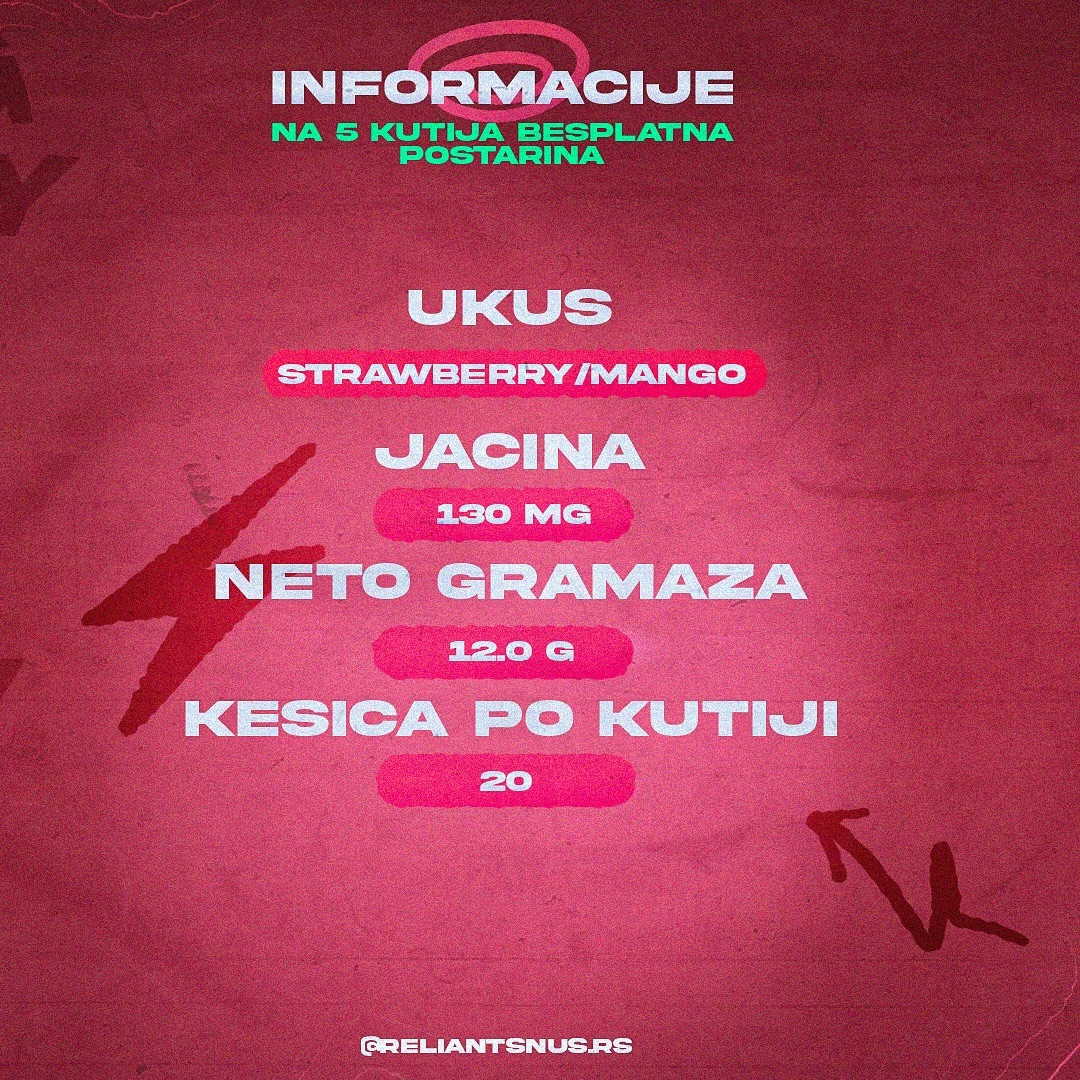 INFORMACIJE
NA 5 KUTIJA BESPLATNA
POSTARINA
UKUS
STRAWBERRY/MANGO
JACINA
130 MG
NETO GRAMAZA
12.0 G
KESICA PO KUTIJI
20
@RELIANTSNUS.RS